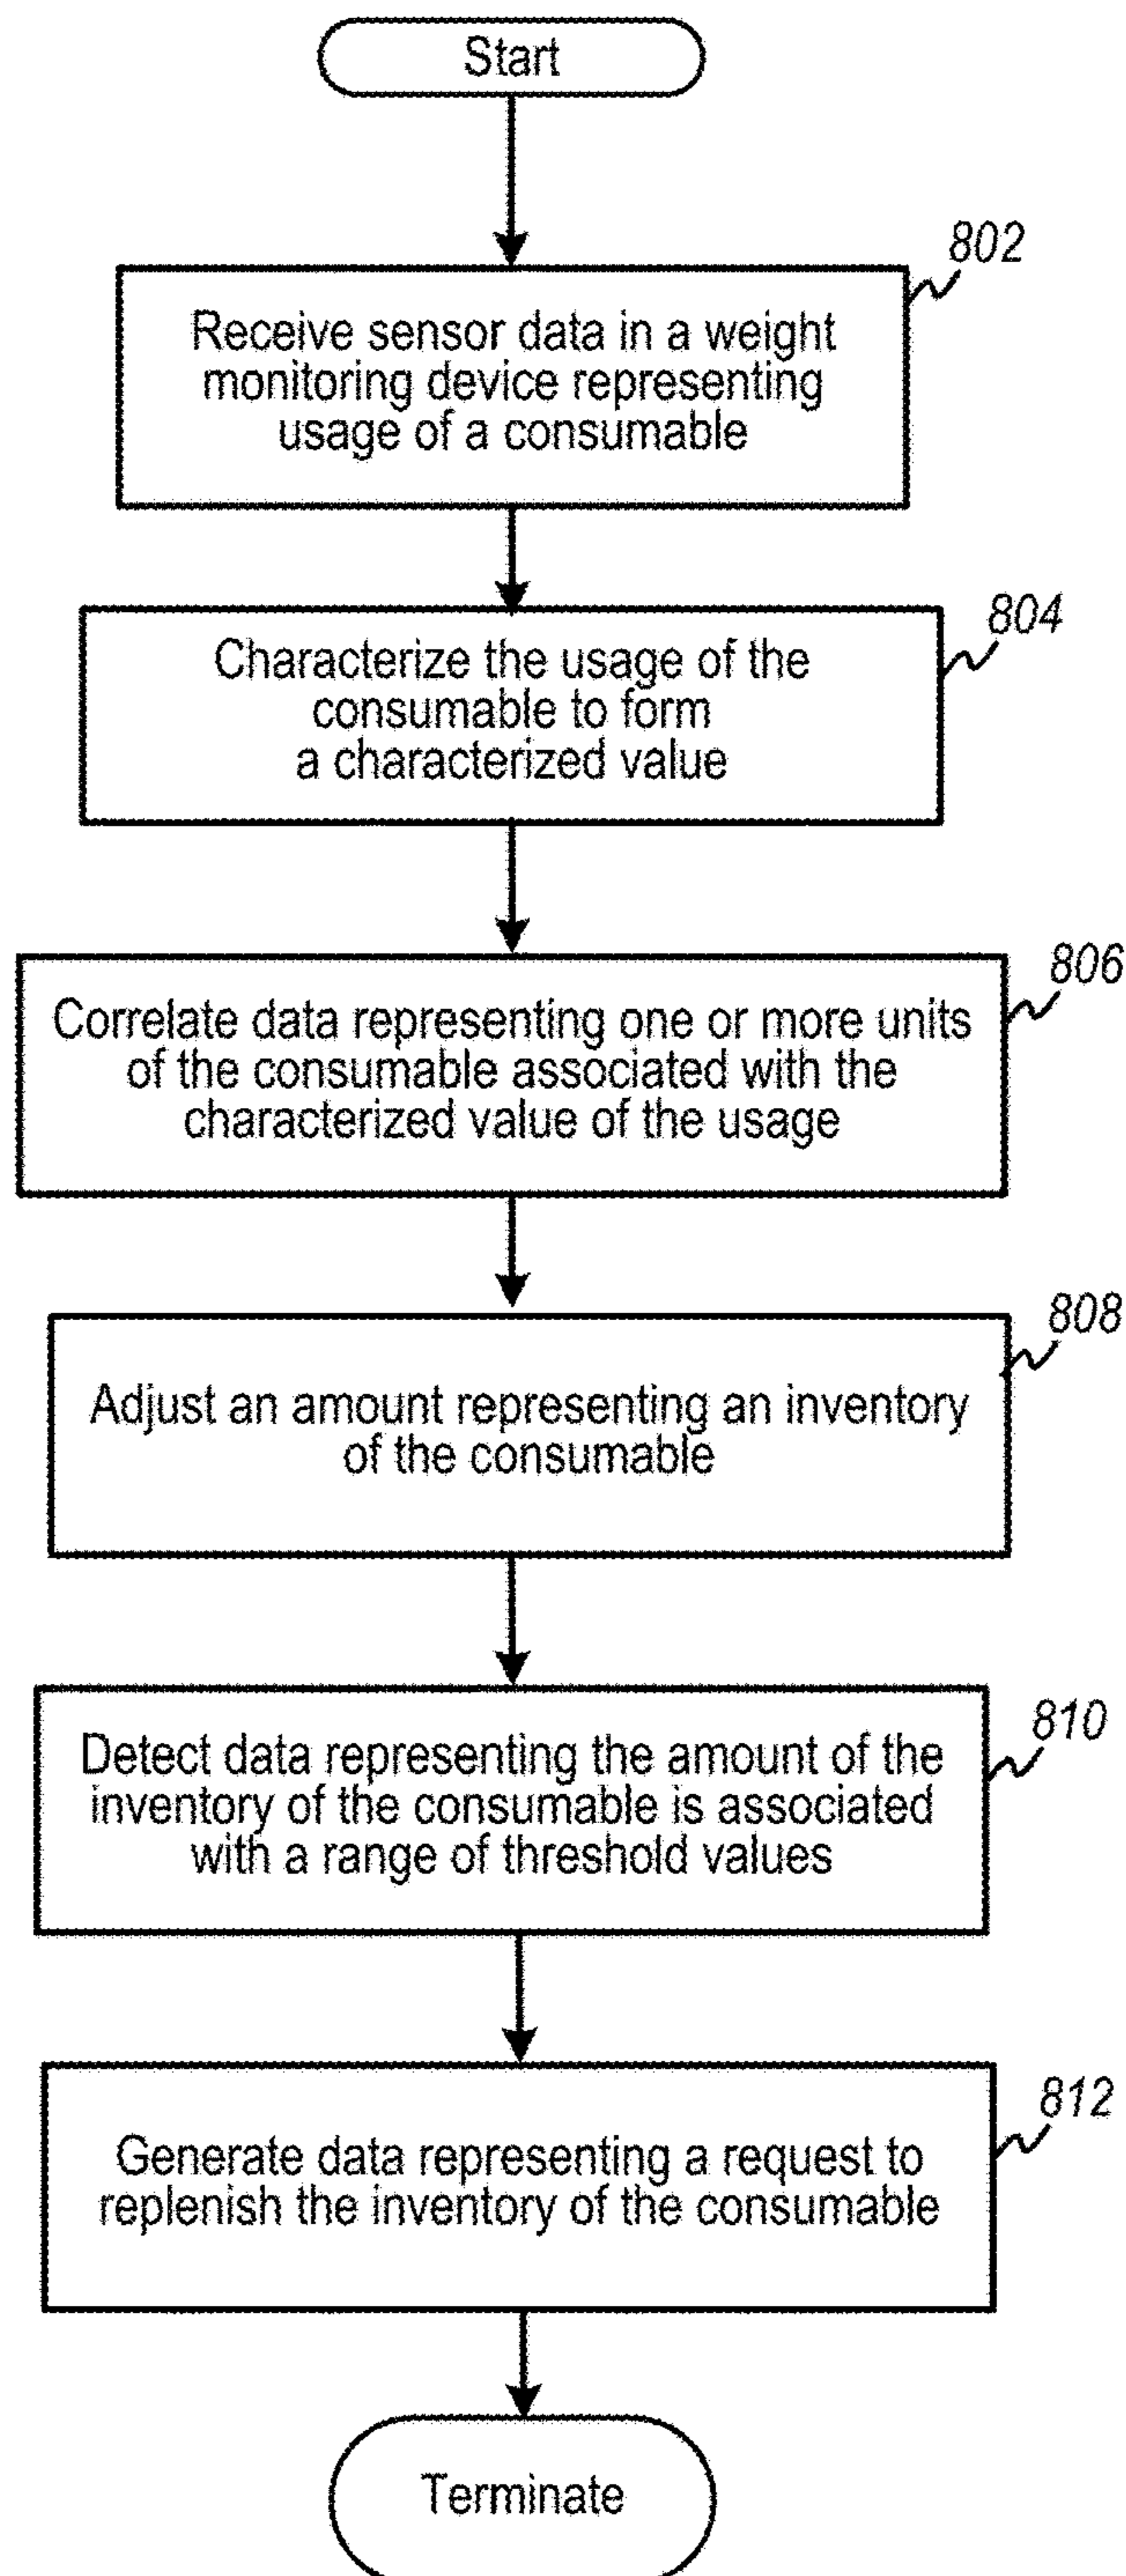 Start
802
Receive sensor data in a weight
monitoring device representing
usage of a consumable
804
Characterize the usage of the
consumable to form
a characterized value
806
Correlate data representing one or more units
of the consumable associated with the
characterized value of the usage
808
Adjust an amount representing an inventory
of the consumable
810
Detect data representing the amount of the
inventory of the consumable is associated
with a range of threshold values
812
Generate data representing a request to
replenish the inventory of the consumable
Terminate